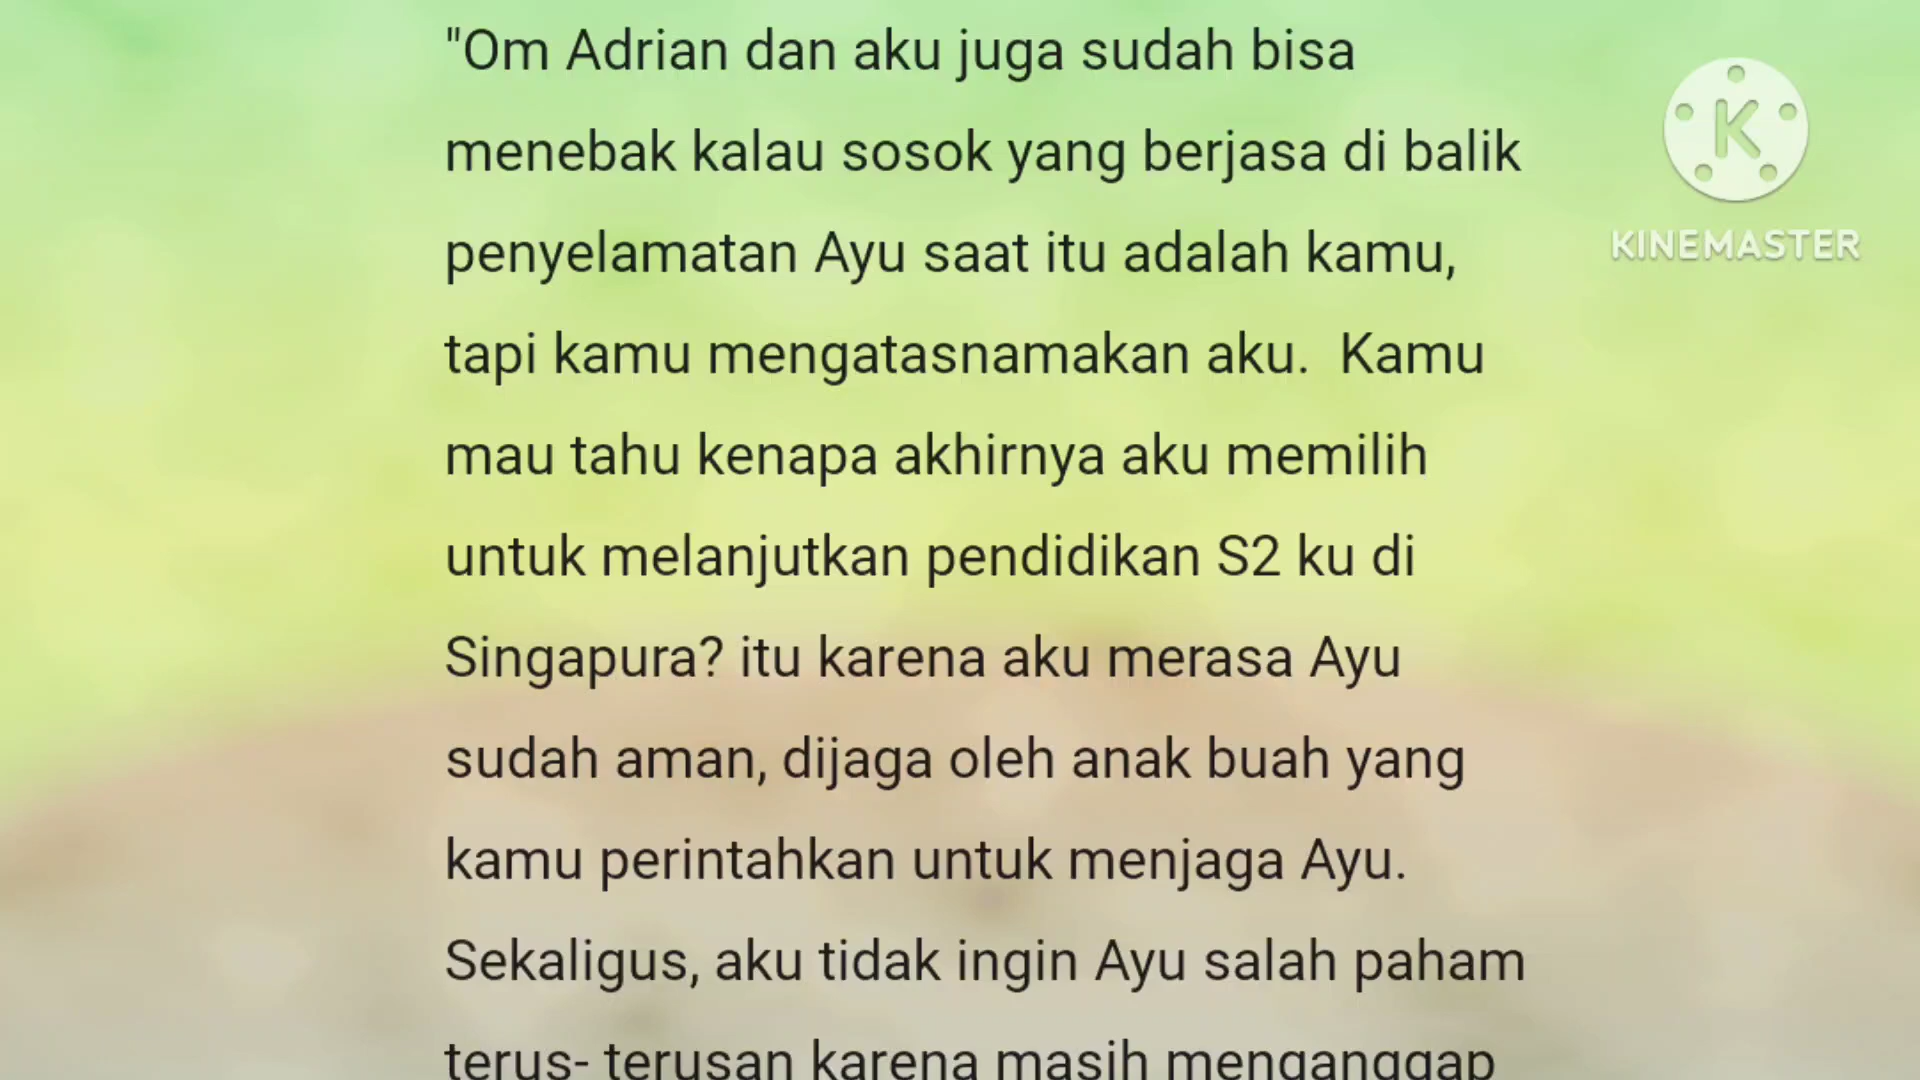 "Om Adrian dan aku juga sudah bisa
menebak kalau sosok yang berjasa di balik
penyelamatan Ayu saat itu adalah kamu,
tapi kamu mengatasnamakan aku.  Kamu
mau tahu kenapa akhirnya aku memilih
untuk melanjutkan pendidikan S2 ku di
Singapura? itu karena aku merasa Ayu
sudah aman, dijaga oleh anak buah yang
kamu perintahkan untuk menjaga Ayu.
Sekaligus, aku tidak ingin Ayu salah paham
terus- terusan karena masih menganggap
K
KINEMASTER